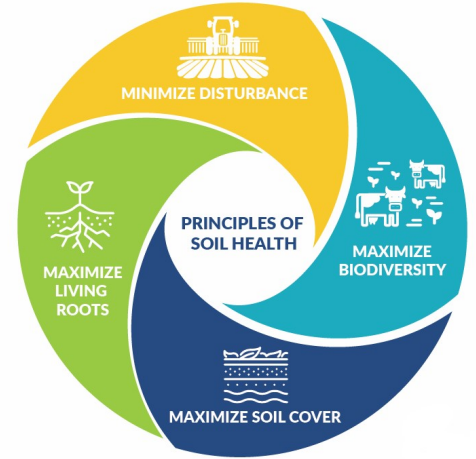 MINIMIZE DISTURBANCE
PRINCIPLES OF
SOIL HEALTH
MAXIMIZE
BIODIVERSITY
MAXIMIZE
LIVING
ROOTS
MAXIMIZE SOIL COVER